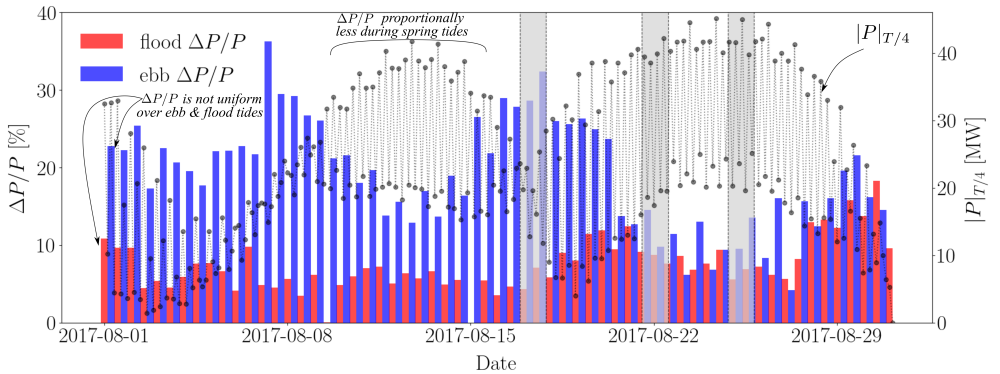 40
30
20
10
0
ΔP/P [%]
flood ΔP/P
ebb ΔP/P
ΔP/P is not uniform
over ebb & flood tides
ΔP/P proportionally
less during spring tides
|P|T/4
40
30
20
10
0
|P|T/4 [MW]
2017-08-01
2017-08-08
2017-08-15
2017-08-22
2017-08-29
Date